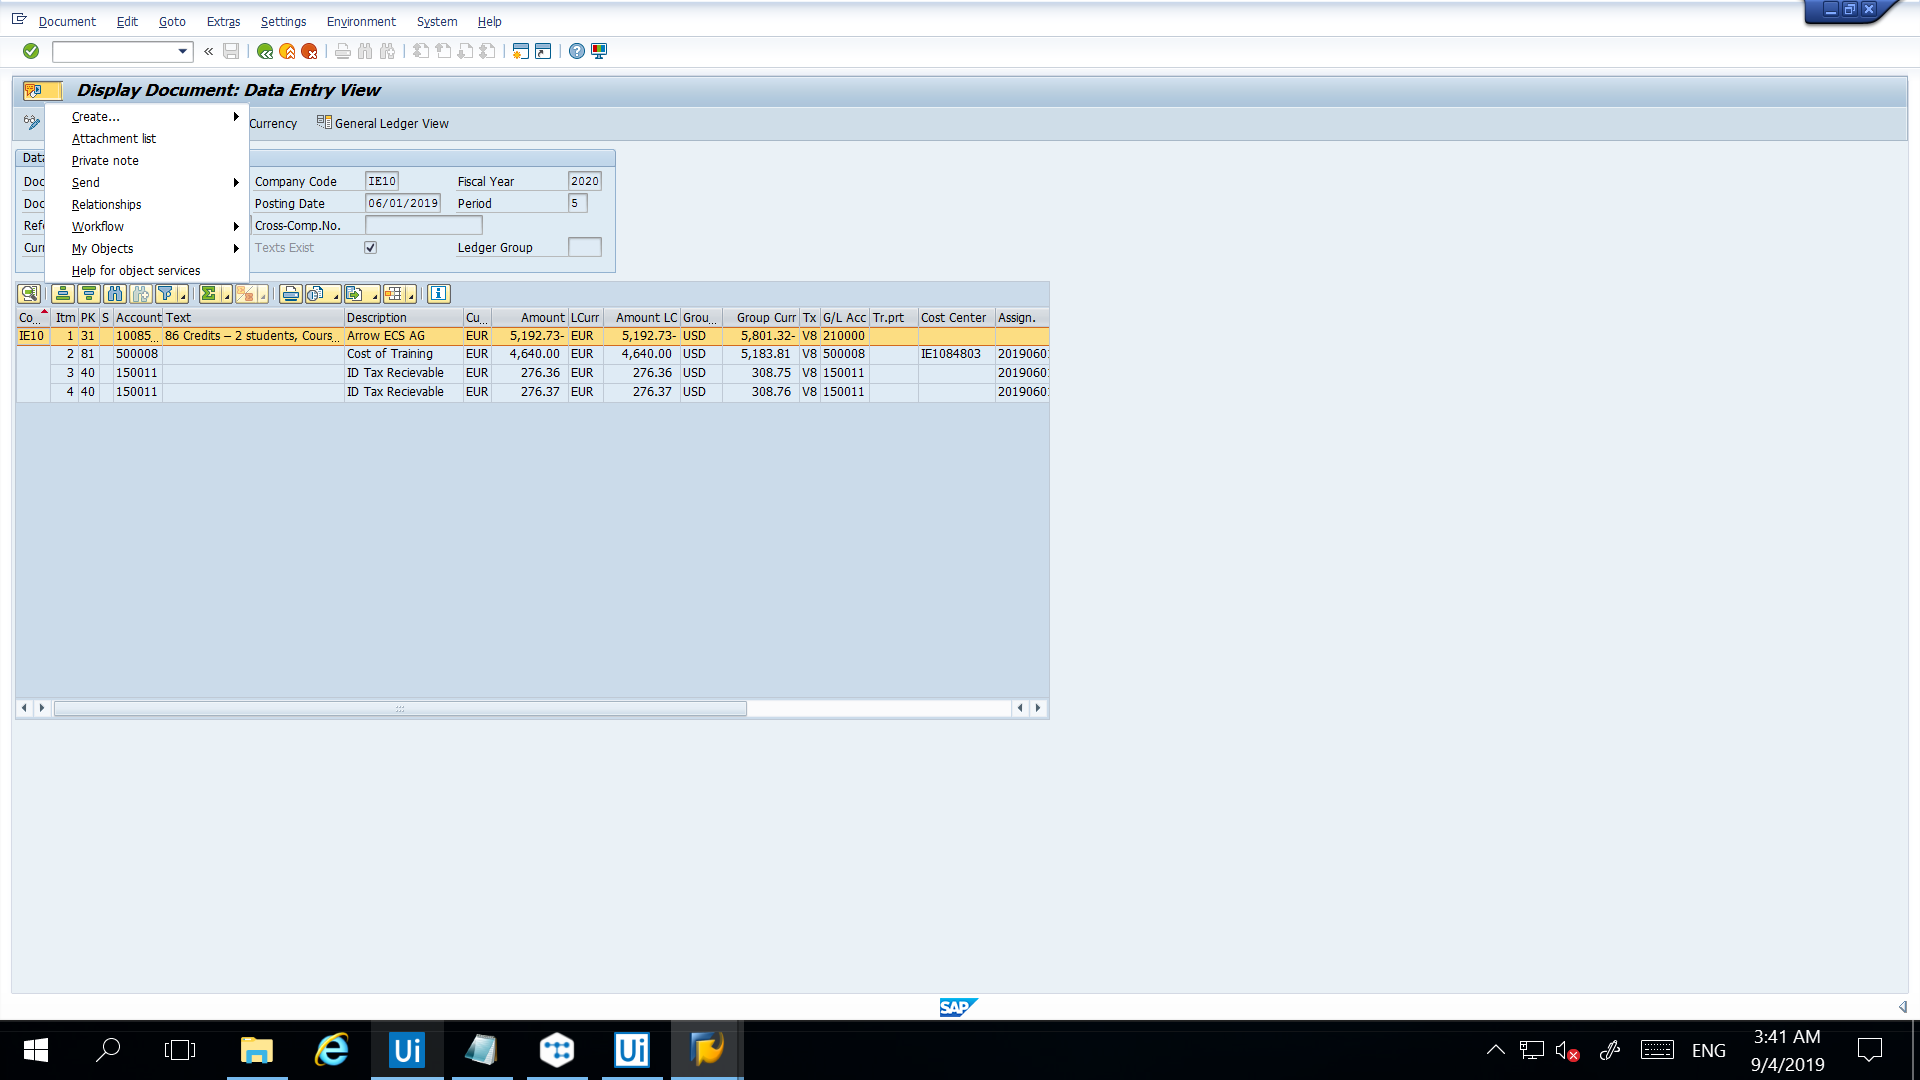 Document Edit Goto Extras Settings Environment System Help
Display Document: Data Entry View
Currency General Ledger View
Create...
Attachment list
Private note
Send
Relationships
Workflow
My Objects
Help for object services
Data
Doc Company Code IE10 Fiscal Year 2020
Doc Posting Date 06/01/2019 Period 5
Refe Cross-Comp.No.
Curr Texts Exist Ledger Group
Co... Itm PK S Account Text Description Cu... Amount LCurr Amount LC Grou... Group Curr Tx G/L Acc Tr.prt Cost Center Assign.
IE10 1 31 10085... 86 Credits – 2 students, Cours... Arrow ECS AG EUR 5,192.73- EUR 5,192.73- USD 5,801.32- V8 210000
2 81 500008 Cost of Training EUR 4,640.00 EUR 4,640.00 USD 5,183.81 V8 500008 IE1084803 2019060
3 40 150011 ID Tax Recievable EUR 276.36 EUR 276.36 USD 308.75 V8 150011 2019060
4 40 150011 ID Tax Recievable EUR 276.37 EUR 276.37 USD 308.76 V8 150011 2019060
SAP
Ui Ui ENG 3:41 AM
9/4/2019